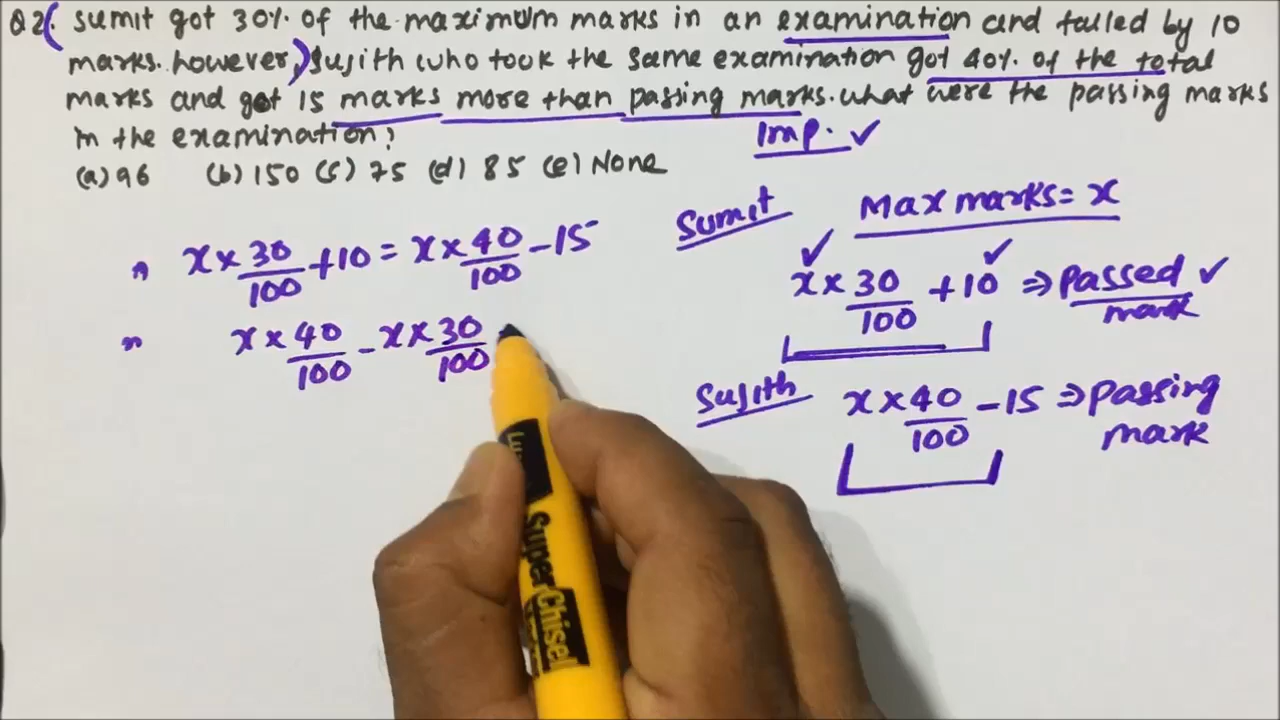 Q2( Sumit got 30%. of the maximum marks in an examination and failed by 10
marks. however,) Sujith who took the same examination got 40%. of the total
marks and got 15 marks more than passing marks. what were the passing marks
in the examination?
(a) 96 (b) 150 (c) 75 (d) 85 (e) None
Imp. ✓
Sumit
Max marks = x
x × 30/100 + 10 = x × 40/100 - 15
x × 30/100 + 10 ⇒ Passed ✓
mark
x × 40/100 - x × 30/100
Sujith
x × 40/100 - 15 ⇒ Passing
mark
Super Chisel